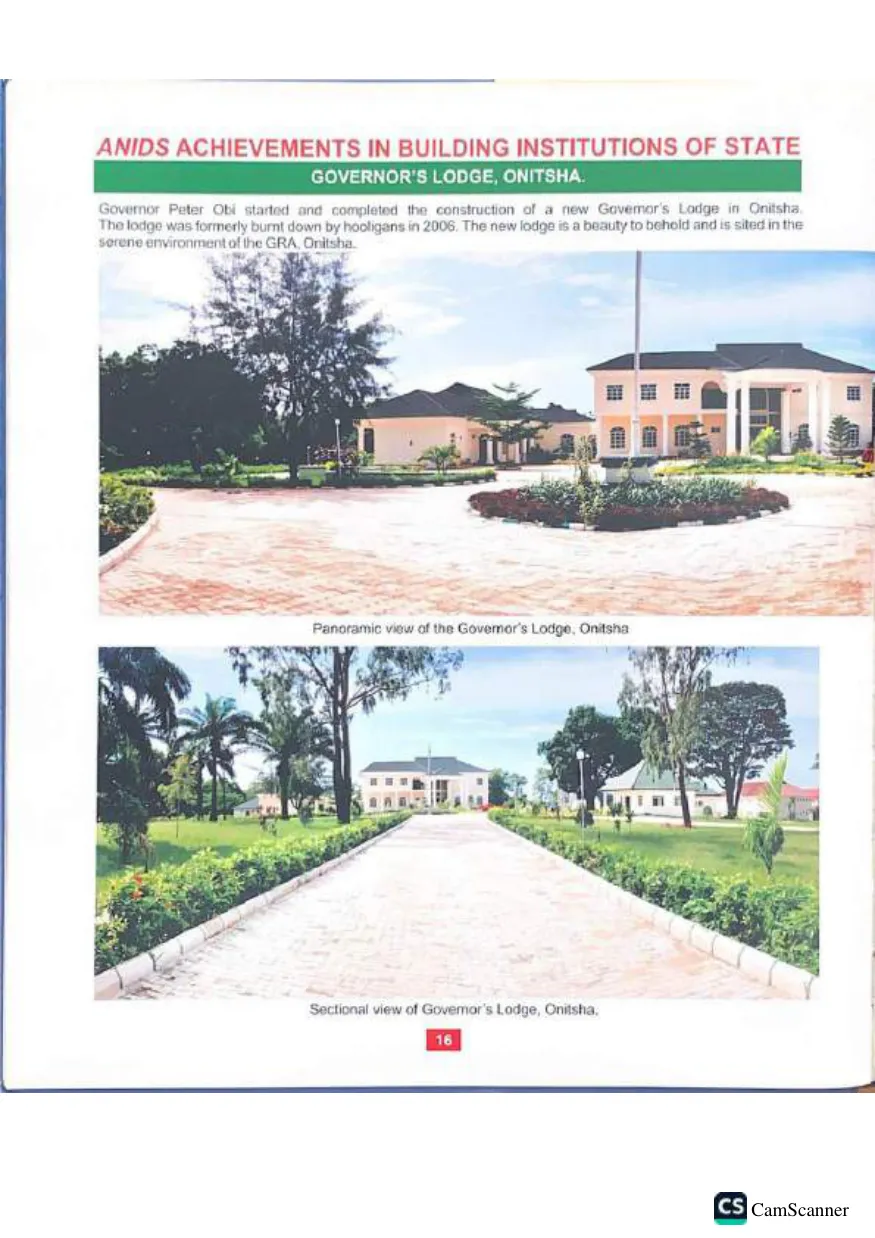 ANIDS ACHIEVEMENTS IN BUILDING INSTITUTIONS OF STATE
GOVERNOR'S LODGE, ONITSHA.
Governor Peter Obi started and completed the construction of a new Governor's Lodge in Onitsha.
The lodge was formerly burnt down by hooligans in 2006. The new lodge is a beauty to behold and is sited in the
serene environment of the GRA, Onitsha.
Panoramic view of the Governor's Lodge, Onitsha
Sectional view of Governor's Lodge, Onitsha.
16
CS CamScanner